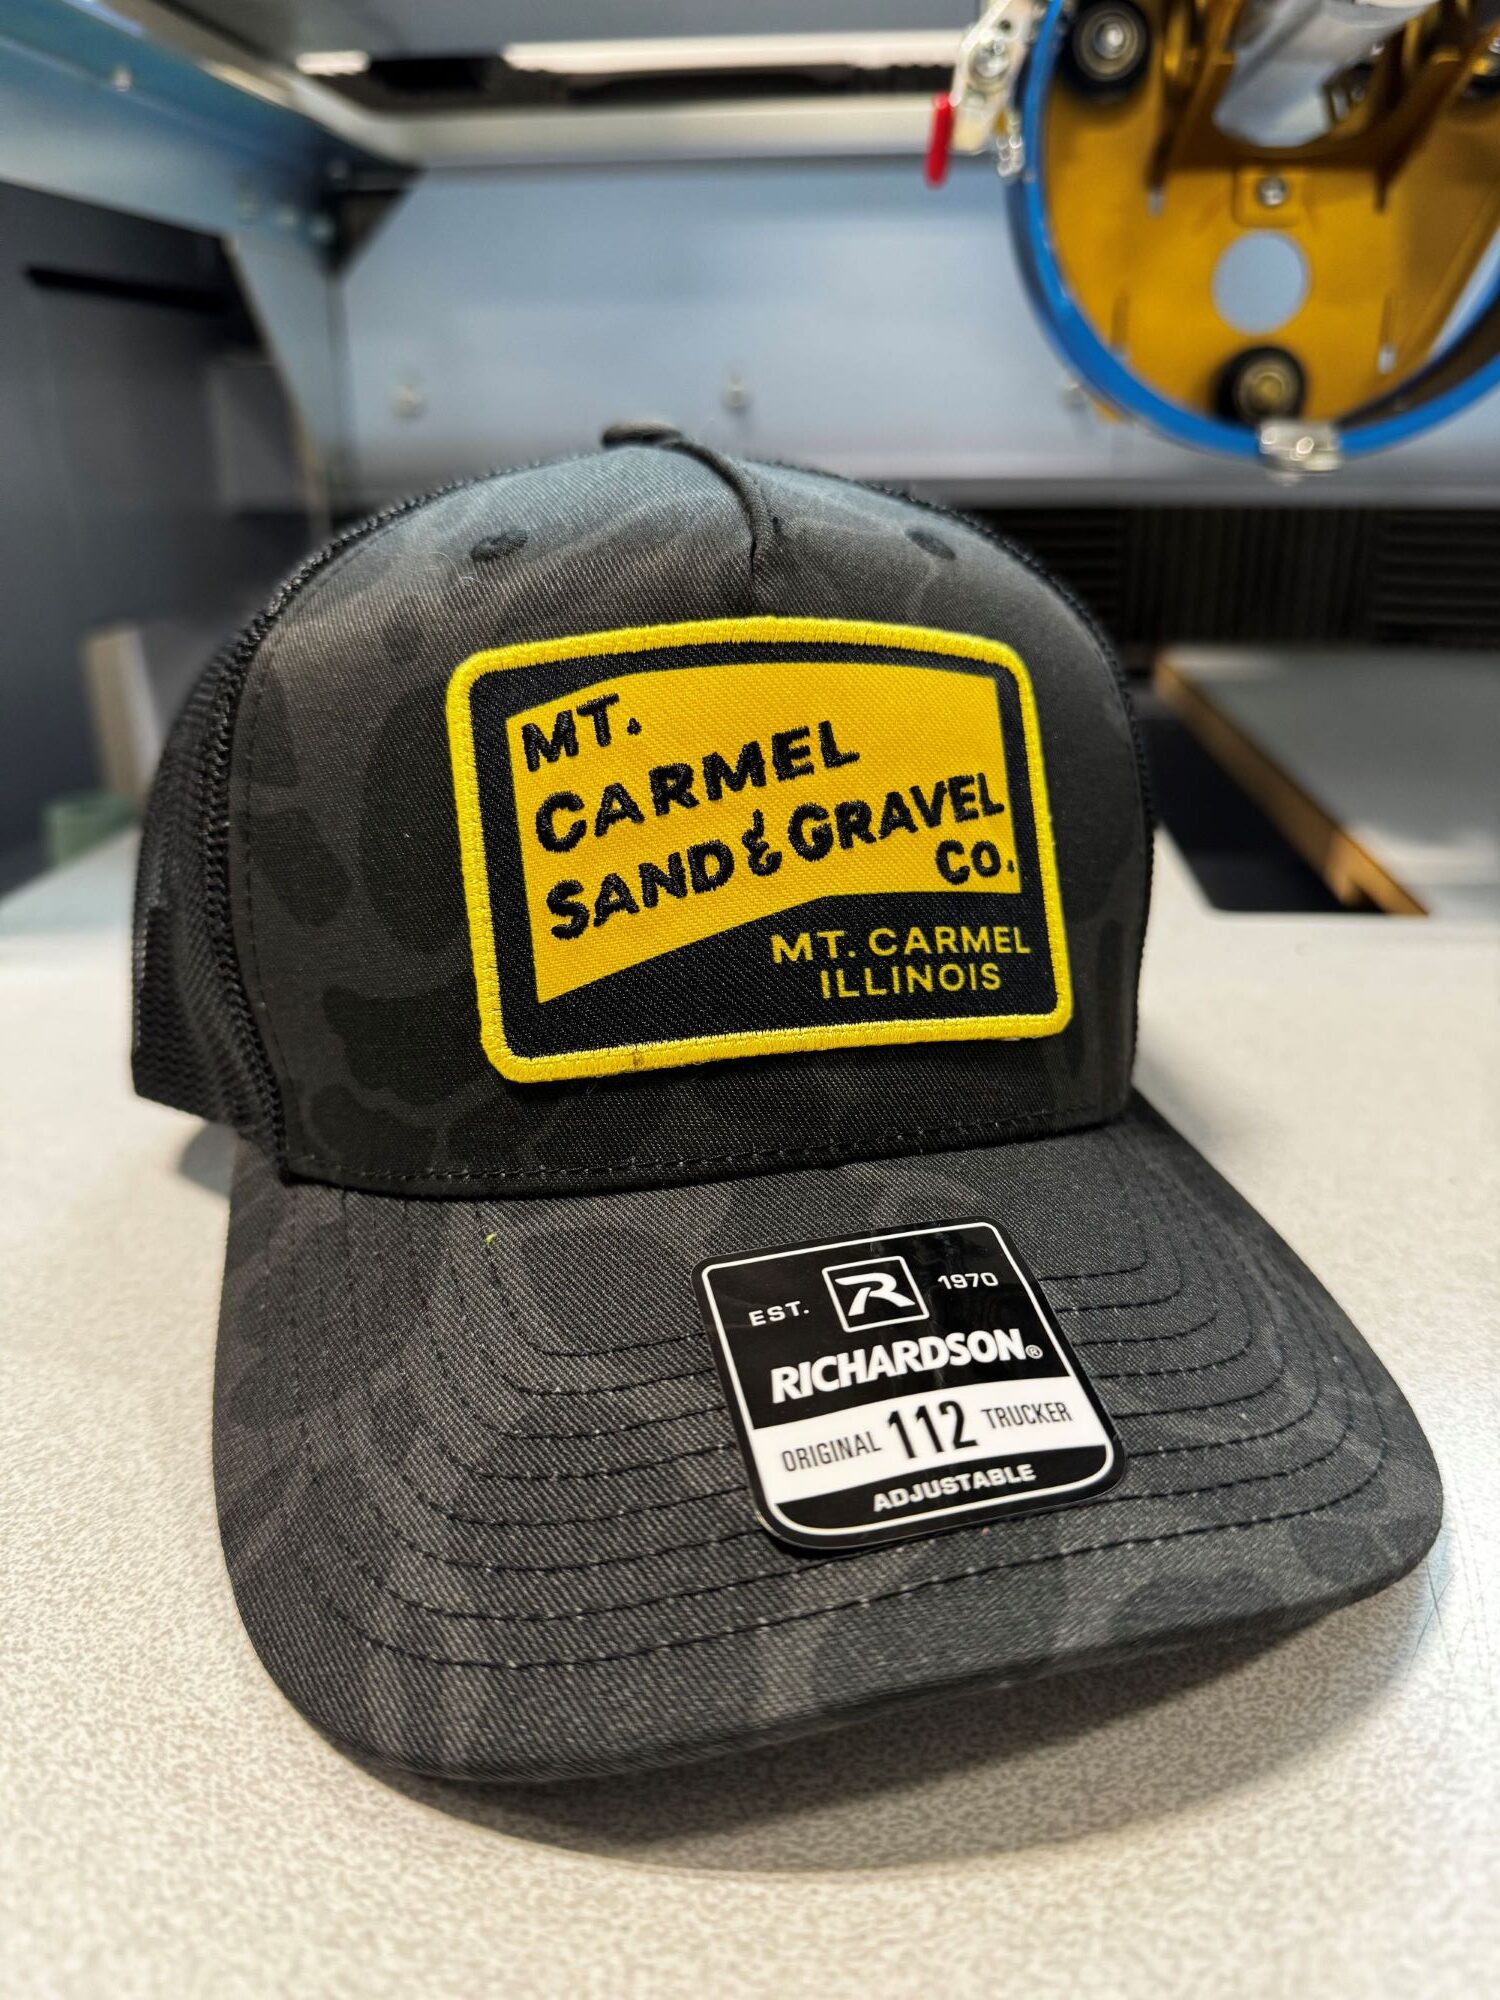 MT.
CARMEL
SAND & GRAVEL
CO.
MT. CARMEL
ILLINOIS
EST. R 1970
RICHARDSON®
ORIGINAL 112 TRUCKER
ADJUSTABLE